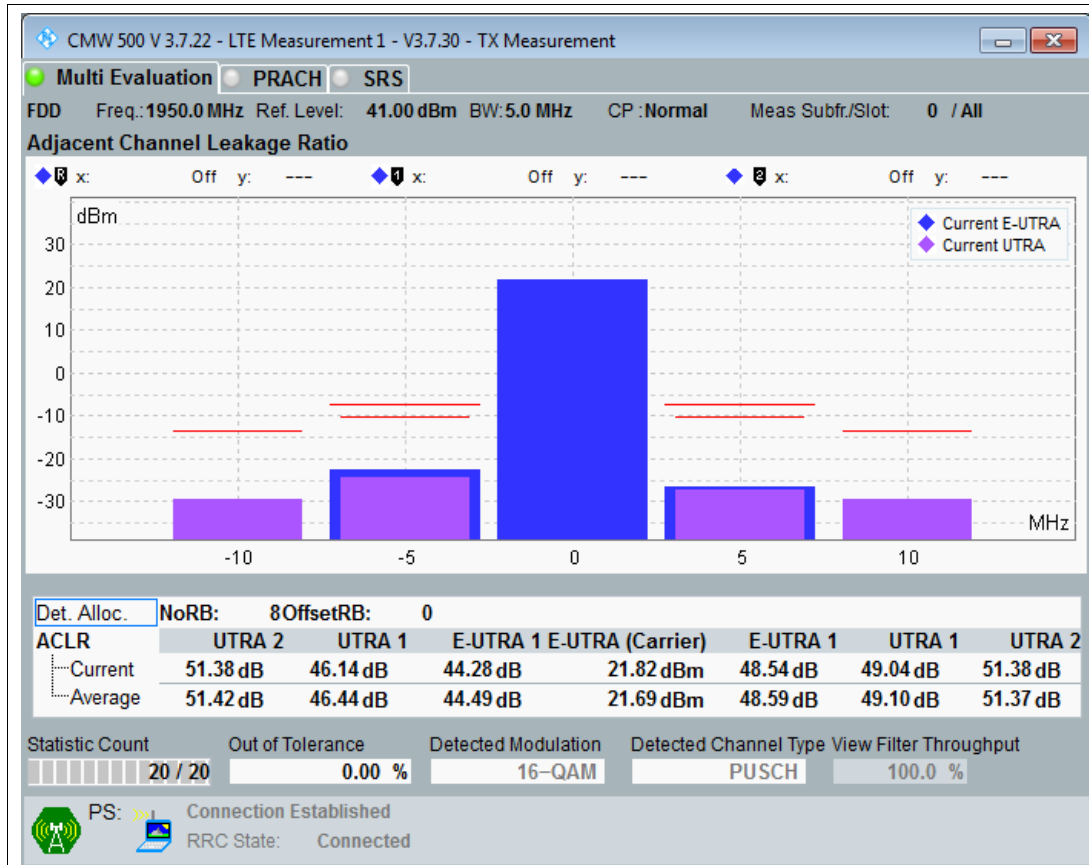 CMW 500 V 3.7.22 - LTE Measurement 1 - V3.7.30 - TX Measurement
Multi Evaluation PRACH SRS
FDD Freq.: 1950.0 MHz Ref. Level: 41.00 dBm BW: 5.0 MHz CP : Normal Meas Subfr./Slot: 0 / All
Adjacent Channel Leakage Ratio
R x: Off y: --- 1 x: Off y: --- 2 x: Off y: ---
dBm
Current E-UTRA
Current UTRA
30
20
10
0
-10
-20
-30
MHz
-10 -5 0 5 10
Det. Alloc. NoRB: 8 OffsetRB: 0
ACLR UTRA 2 UTRA 1 E-UTRA 1 E-UTRA (Carrier) E-UTRA 1 UTRA 1 UTRA 2
Current 51.38 dB 46.14 dB 44.28 dB 21.82 dBm 48.54 dB 49.04 dB 51.38 dB
Average 51.42 dB 46.44 dB 44.49 dB 21.69 dBm 48.59 dB 49.10 dB 51.37 dB
Statistic Count Out of Tolerance Detected Modulation Detected Channel Type View Filter Throughput
20 / 20 0.00 % 16-QAM PUSCH 100.0 %
PS: Connection Established
RRC State: Connected